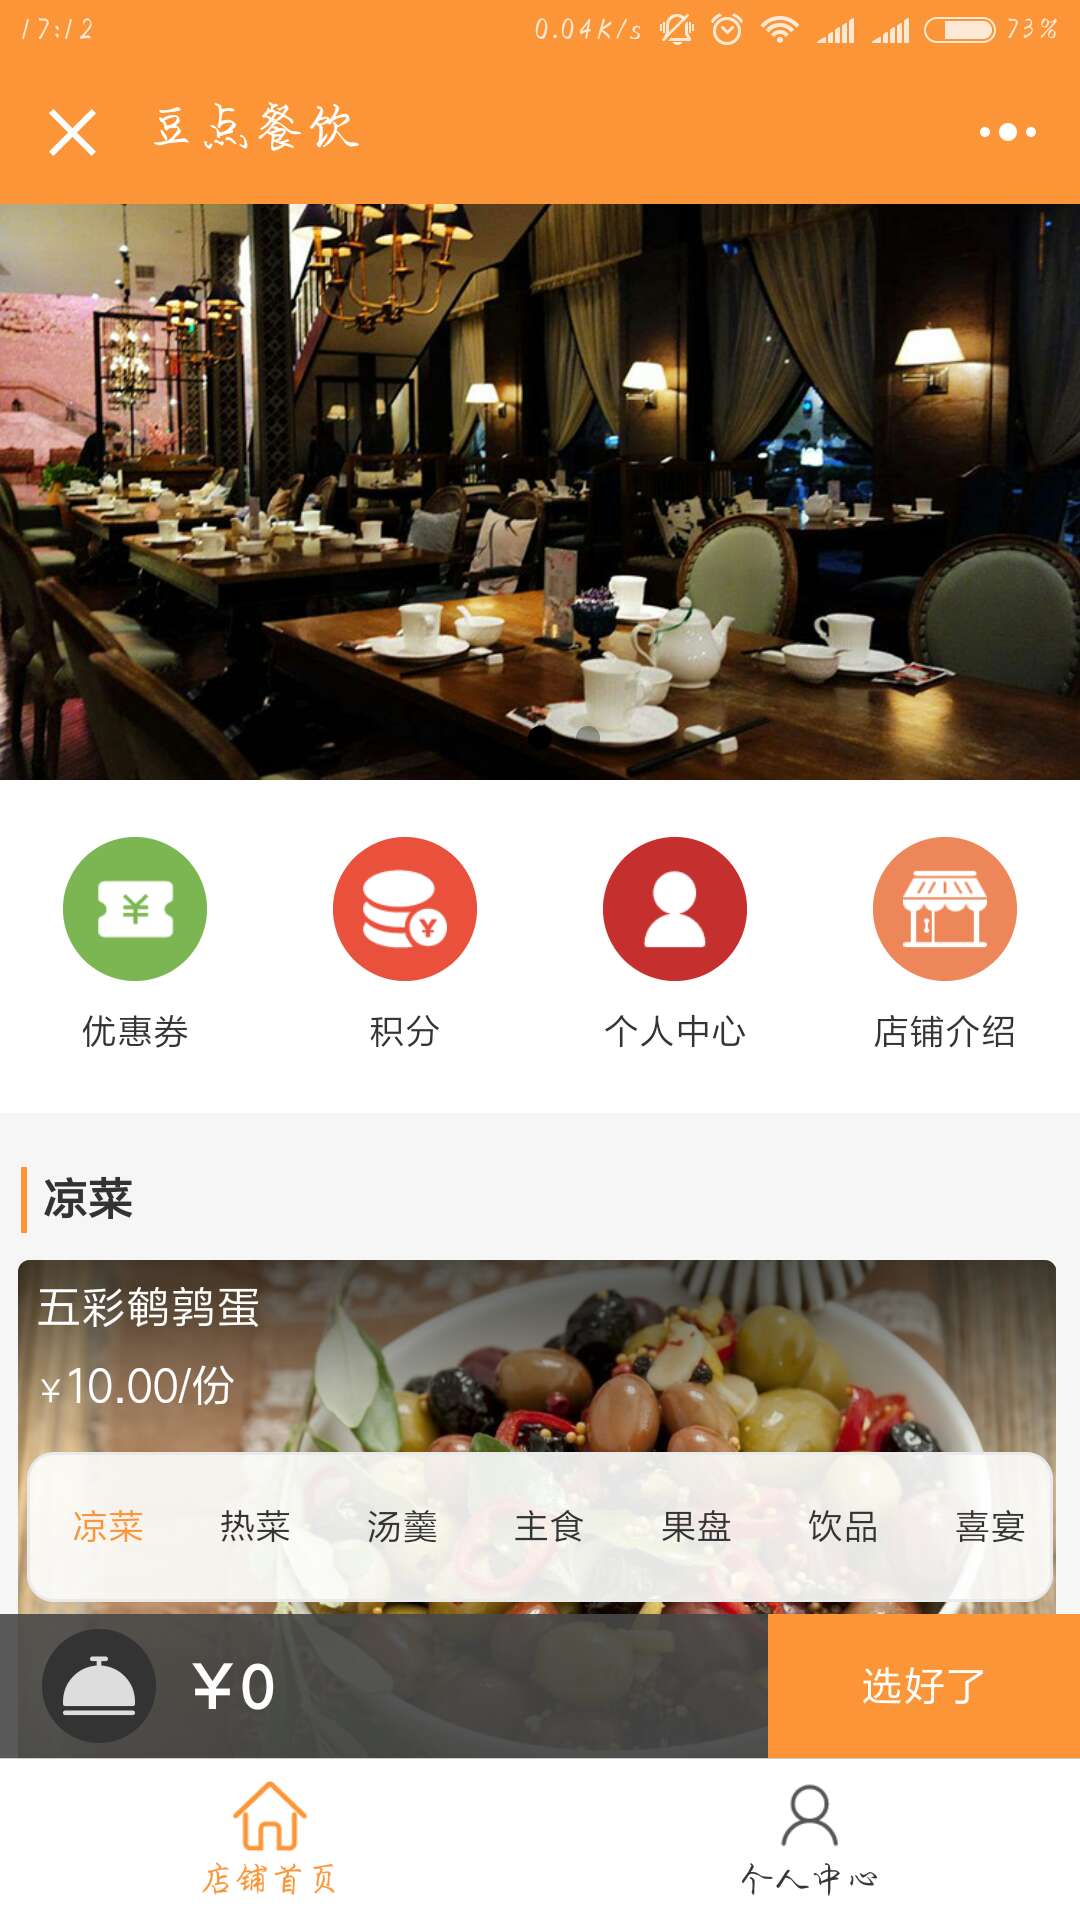 17:12 0.04K/s 73%
豆点餐饮
优惠券 积分 个人中心 店铺介绍
凉菜
五彩鹌鹑蛋
¥10.00/份
凉菜 热菜 汤羹 主食 果盘 饮品 喜宴
¥0 选好了
店铺首页 个人中心